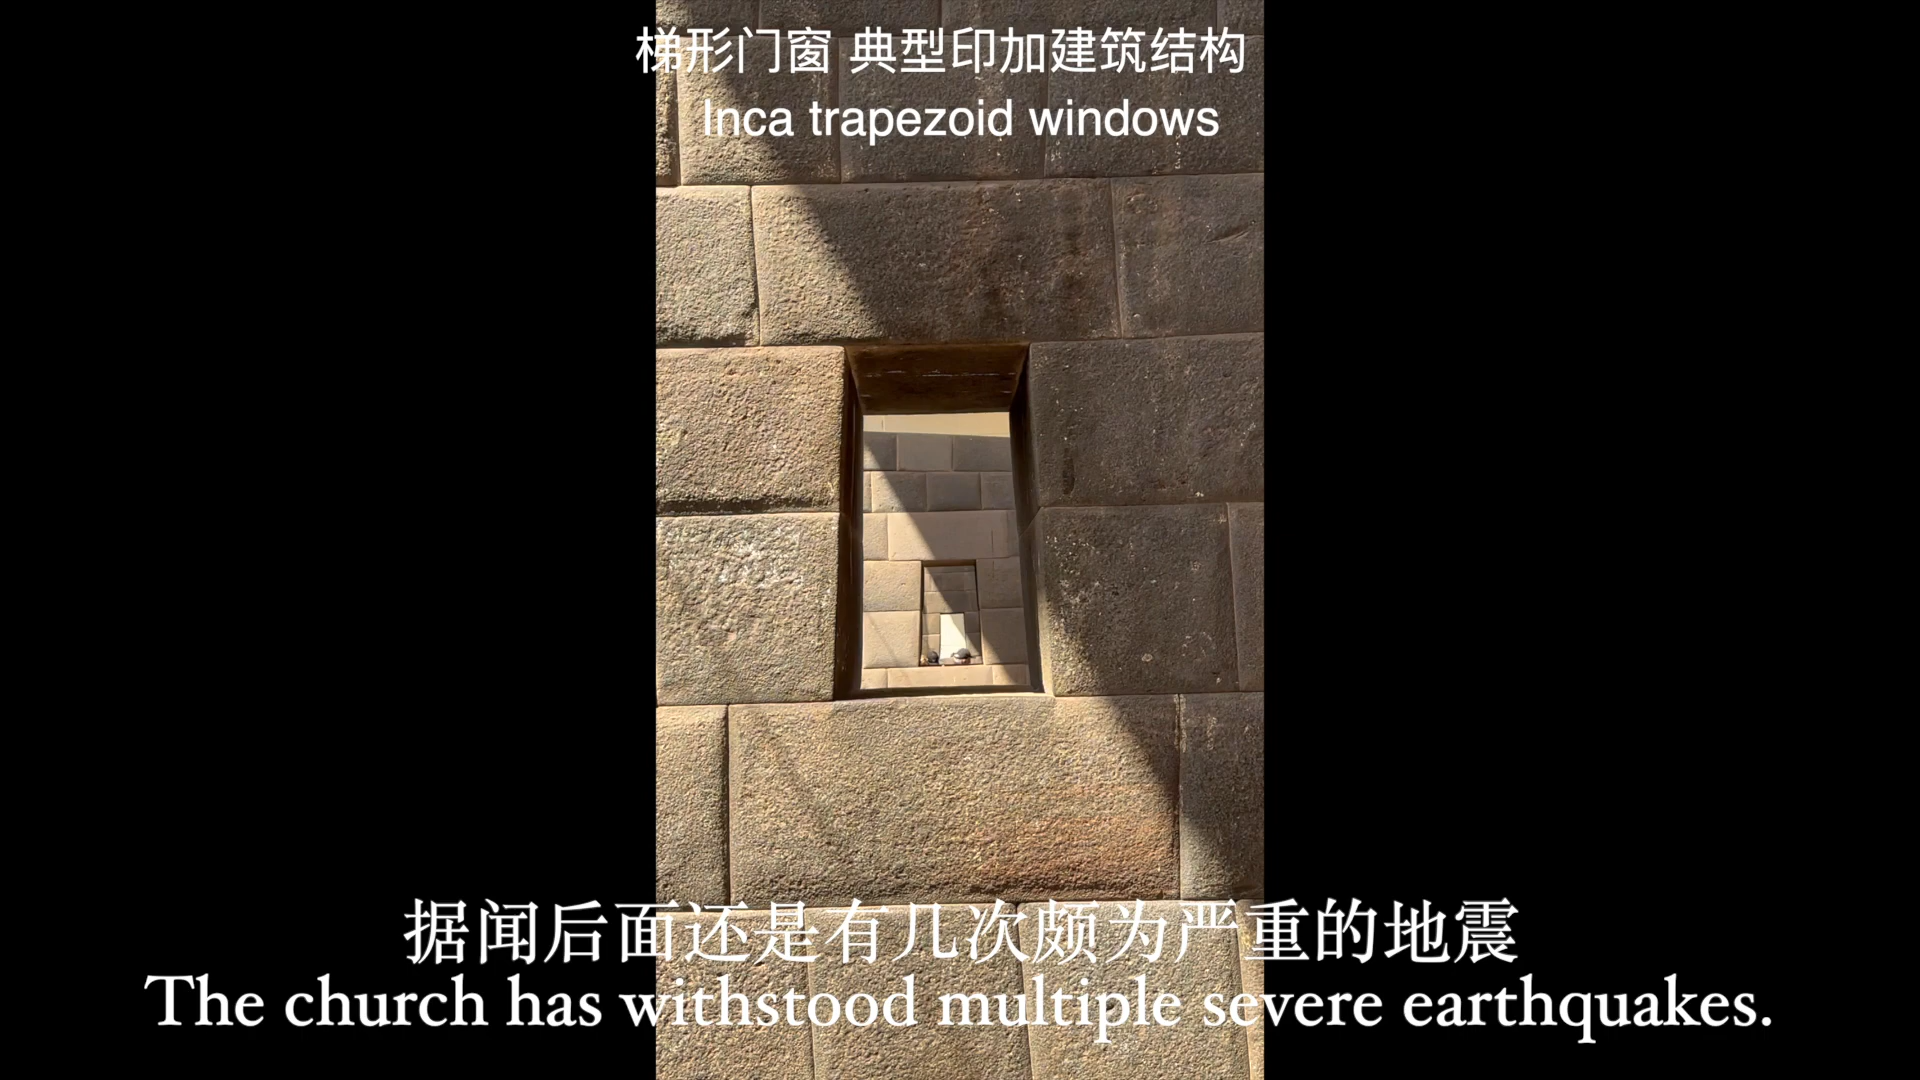 梯形门窗 典型印加建筑结构
Inca trapezoid windows
据闻后面还是有几次颇为严重的地震
The church has withstood multiple severe earthquakes.